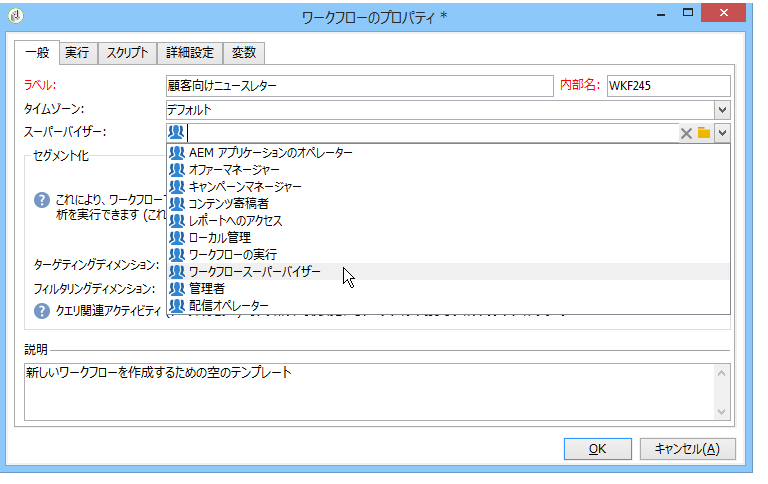 ワークフローのプロパティ *
一般 実行 スクリプト 詳細設定 変数
ラベル: 顧客向けニュースレター 内部名: WKF245
タイムゾーン: デフォルト
スーパーバイザー:
セグメント化
AEM アプリケーションのオペレーター
オファーマネージャー
キャンペーンマネージャー
コンテンツ寄稿者
レポートへのアクセス
ローカル管理
ワークフローの実行
ワークフロースーパーバイザー
管理者
配信オペレーター
これにより、ワークフロー
析を実行できます (これ
ターゲティングディメンション:
フィルタリングディメンション:
クエリ関連アクティビティ
説明
新しいワークフローを作成するための空のテンプレート
OK キャンセル(A)